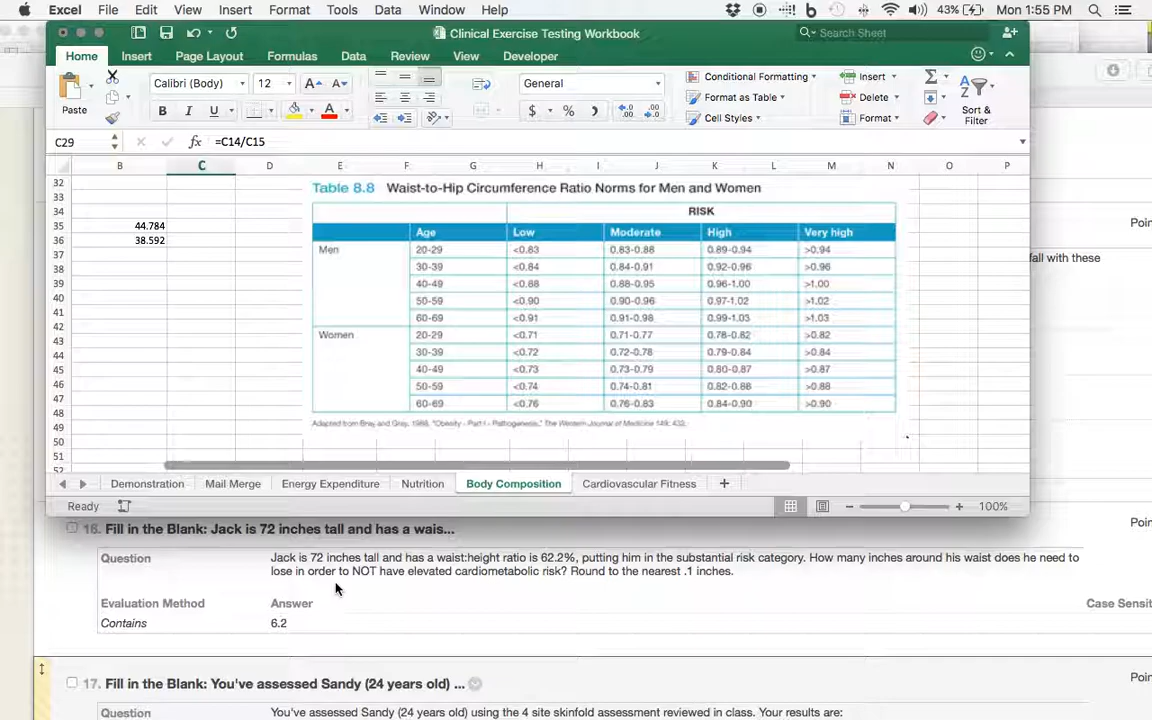 Excel File Edit View Insert Format Tools Data Window Help 43% Mon 1:55 PM
Clinical Exercise Testing Workbook
Search Sheet
Home Insert Page Layout Formulas Data Review View Developer
Paste
Calibri (Body) 12 A A
B I U A
General
$ %
Conditional Formatting
Format as Table
Cell Styles
Insert
Delete
Format
Sort &
Filter
C29 fx =C14/C15
B C D E F G H I J K L M N O P
32
33
34
35 44.784
36 38.592
37
38
39
40
41
42
43
44
45
46
47
48
49
50
51
52
Table 8.8 Waist-to-Hip Circumference Ratio Norms for Men and Women
RISK
Age Low Moderate High Very high
Men 20-29 <0.83 0.83-0.88 0.89-0.94 >0.94
30-39 <0.84 0.84-0.91 0.92-0.96 >0.96
40-49 <0.88 0.88-0.95 0.96-1.00 >1.00
50-59 <0.90 0.90-0.96 0.97-1.02 >1.02
60-69 <0.91 0.91-0.98 0.99-1.03 >1.03
Women 20-29 <0.71 0.71-0.77 0.78-0.82 >0.82
30-39 <0.72 0.72-0.78 0.79-0.84 >0.84
40-49 <0.73 0.73-0.79 0.80-0.87 >0.87
50-59 <0.74 0.74-0.81 0.82-0.88 >0.88
60-69 <0.76 0.76-0.83 0.84-0.90 >0.90
Adapted from Bray and Gray, 1988, "Obesity - Part I - Pathogenesis," The Western Journal of Medicine 149: 432.
Demonstration Mail Merge Energy Expenditure Nutrition Body Composition Cardiovascular Fitness +
Ready 100%
Poin
fall with these
Poin
16. Fill in the Blank: Jack is 72 inches tall and has a wais...
Question Jack is 72 inches tall and has a waist:height ratio is 62.2%, putting him in the substantial risk category. How many inches around his waist does he need to
lose in order to NOT have elevated cardiometabolic risk? Round to the nearest .1 inches.
Evaluation Method Answer Case Sensit
Contains 6.2
17. Fill in the Blank: You've assessed Sandy (24 years old) ... Poin
Question You've assessed Sandy (24 years old) using the 4 site skinfold assessment reviewed in class. Your results are: